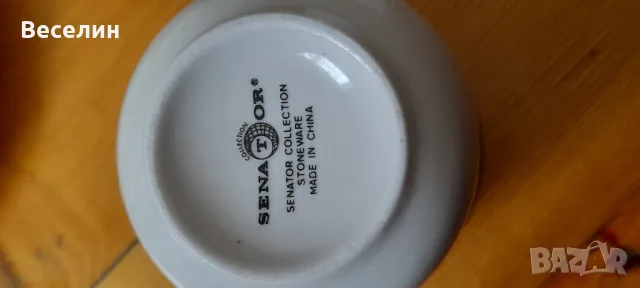 Веселин
COLLECTION
SENATOR®
SENATOR COLLECTION
STONEWARE
MADE IN CHINA
BAZAR